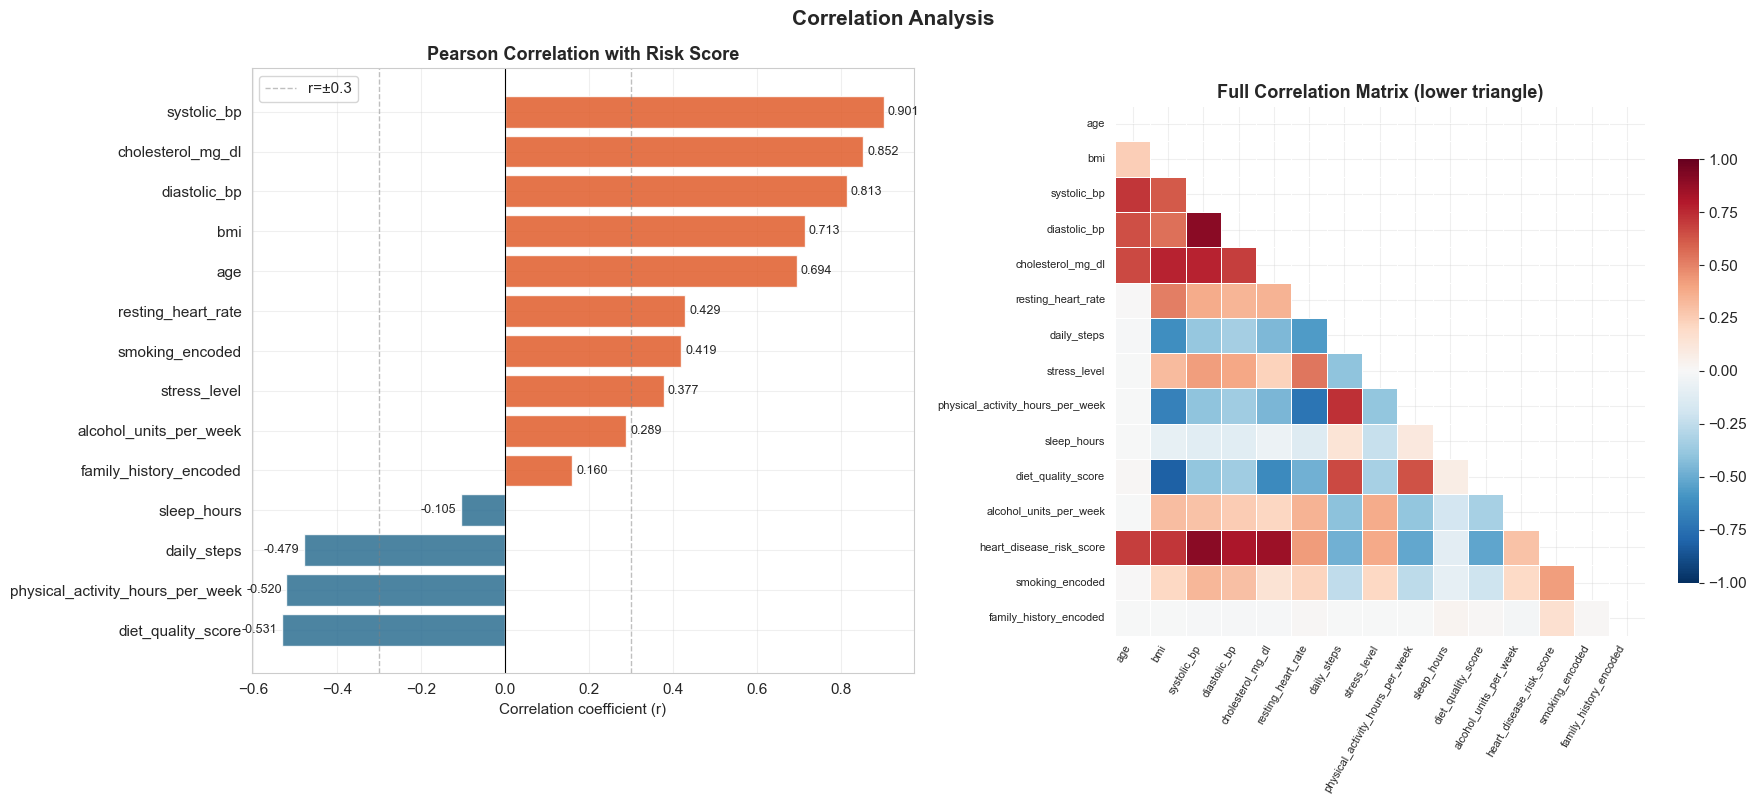 Correlation Analysis
Pearson Correlation with Risk Score
r=±0.3
systolic_bp 0.901
cholesterol_mg_dl 0.852
diastolic_bp 0.813
bmi 0.713
age 0.694
resting_heart_rate 0.429
smoking_encoded 0.419
stress_level 0.377
alcohol_units_per_week 0.289
family_history_encoded 0.160
sleep_hours -0.105
daily_steps -0.479
physical_activity_hours_per_week -0.520
diet_quality_score -0.531
−0.6 −0.4 −0.2 0.0 0.2 0.4 0.6 0.8
Correlation coefficient (r)
Full Correlation Matrix (lower triangle)
age
bmi
systolic_bp
diastolic_bp
cholesterol_mg_dl
resting_heart_rate
daily_steps
stress_level
physical_activity_hours_per_week
sleep_hours
diet_quality_score
alcohol_units_per_week
heart_disease_risk_score
smoking_encoded
family_history_encoded
age
bmi
systolic_bp
diastolic_bp
cholesterol_mg_dl
resting_heart_rate
daily_steps
stress_level
physical_activity_hours_per_week
sleep_hours
diet_quality_score
alcohol_units_per_week
heart_disease_risk_score
smoking_encoded
family_history_encoded
1.00
0.75
0.50
0.25
0.00
−0.25
−0.50
−0.75
−1.00